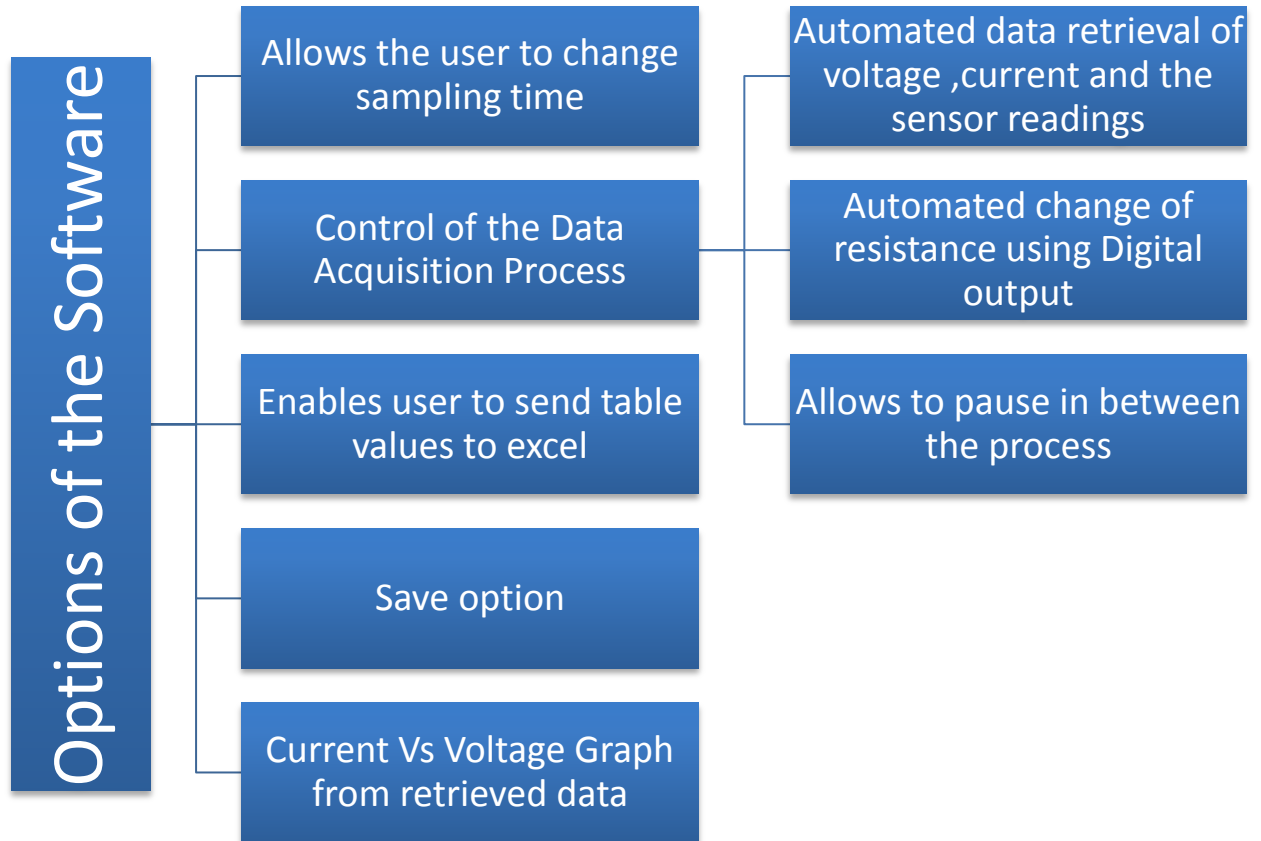 Options of the Software
Allows the user to change
sampling time
Control of the Data
Acquisition Process
Enables user to send table
values to excel
Save option
Current Vs Voltage Graph
from retrieved data
Automated data retrieval of
voltage ,current and the
sensor readings
Automated change of
resistance using Digital
output
Allows to pause in between
the process